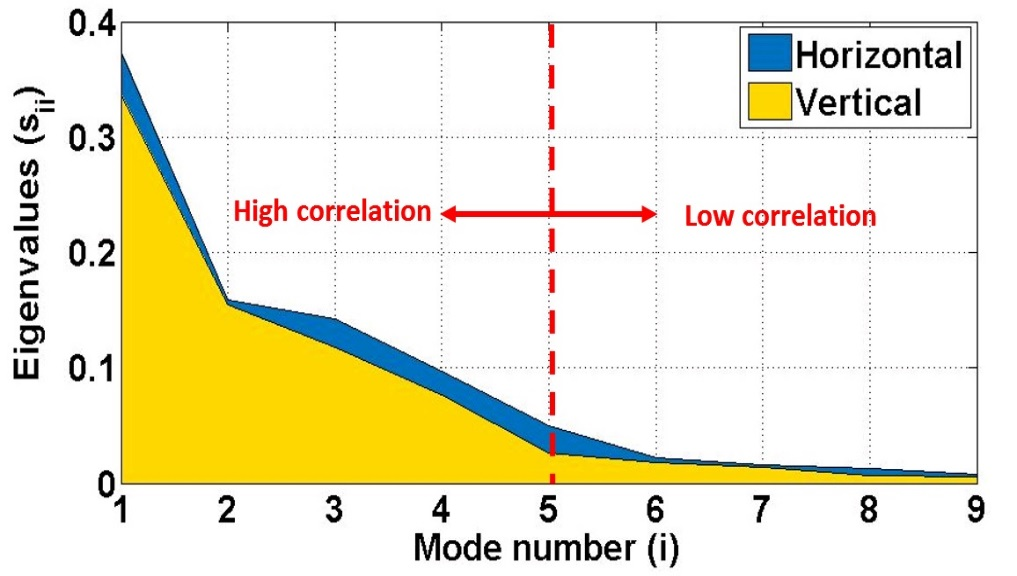 0.4
0.3
0.2
0.1
0
Eigenvalues (sii)
Horizontal
Vertical
High correlation
Low correlation
1 2 3 4 5 6 7 8 9
Mode number (i)